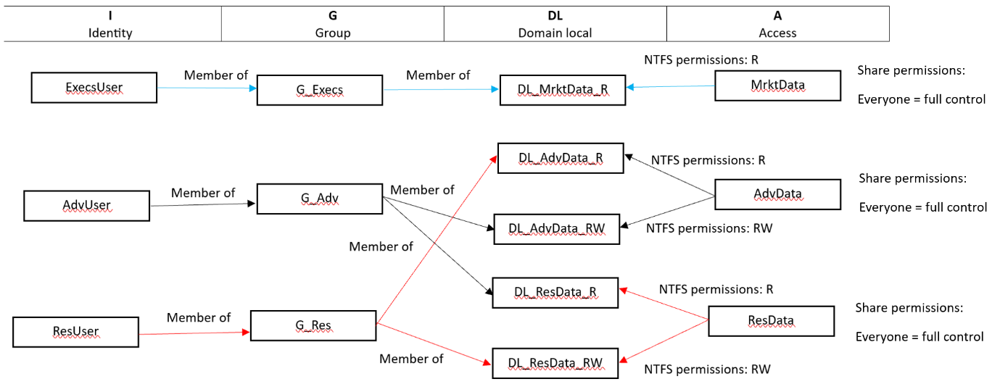 I
Identity
G
Group
DL
Domain local
A
Access
NTFS permissions: R
ExecsUser
Member of
G_Execs
Member of
DL_MrktData_R
MrktData
Share permissions:
Everyone = full control
AdvUser
Member of
G_Adv
Member of
DL_AdvData_R
NTFS permissions: R
AdvData
Share permissions:
Everyone = full control
DL_AdvData_RW
NTFS permissions: RW
Member of
DL_ResData_R
NTFS permissions: R
ResUser
Member of
G_Res
Member of
ResData
Share permissions:
Everyone = full control
DL_ResData_RW
NTFS permissions: RW